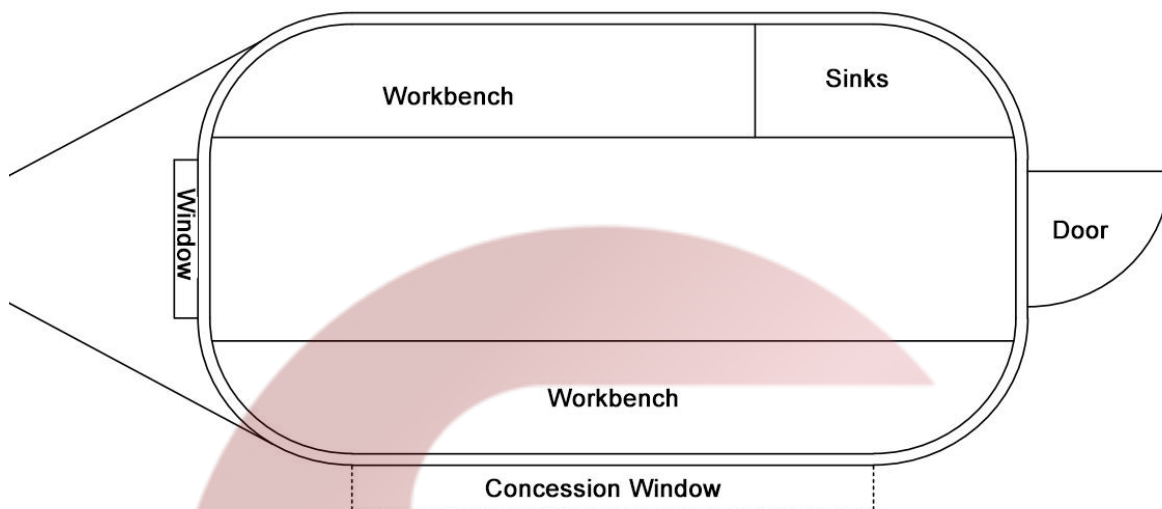 Workbench
Sinks
Window
Door
Workbench
Concession Window